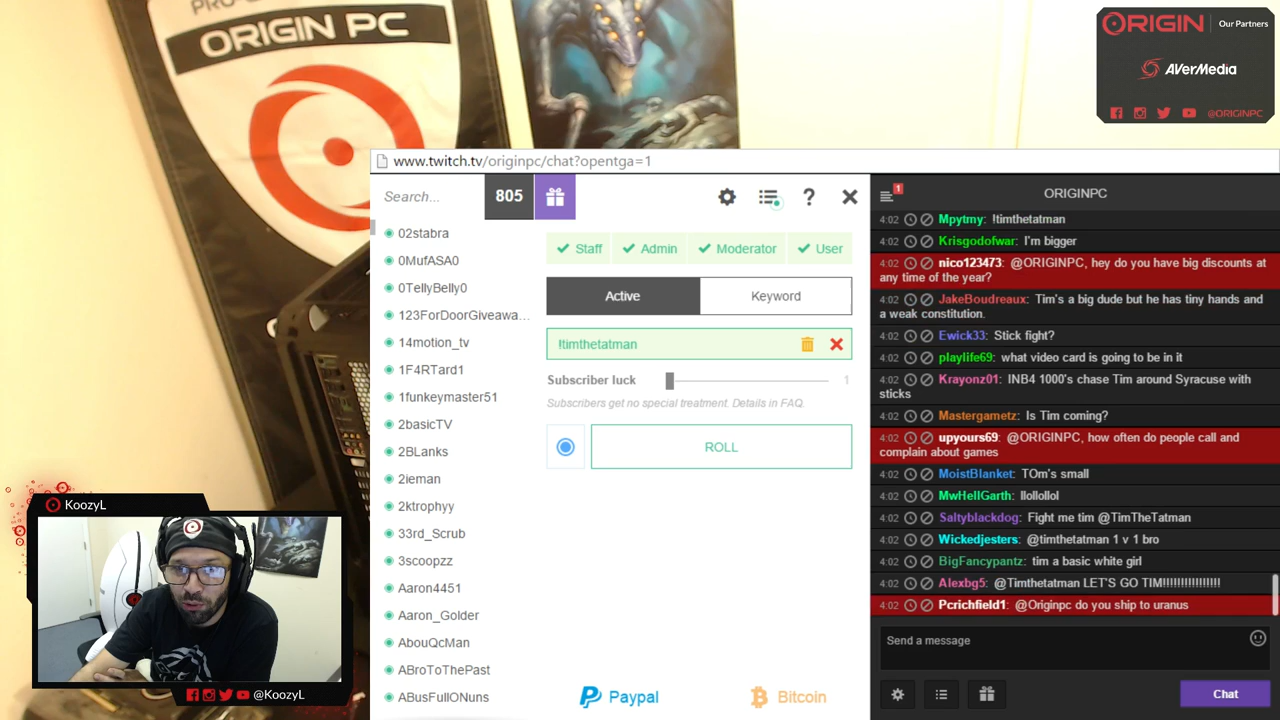 PRO-
ORIGIN PC
ORIGIN
Our Partners
AVerMedia
@ORIGINPC
www.twitch.tv/originpc/chat?opentga=1
Search...
805
?
02stabra
0MufASA0
0TellyBelly0
123ForDoorGiveawa...
14motion_tv
1F4RTard1
1funkeymaster51
2basicTV
2BLanks
2ieman
2ktrophyy
33rd_Scrub
3scoopzz
Aaron4451
Aaron_Golder
AbouQcMan
ABroToThePast
ABusFullONuns
Staff
Admin
Moderator
User
Active
Keyword
!timthetatman
Subscriber luck
1
Subscribers get no special treatment. Details in FAQ.
ROLL
Paypal
Bitcoin
1
ORIGINPC
4:02 Mpytmy: !timthetatman
4:02 Krisgodofwar: I'm bigger
4:02 nico123473: @ORIGINPC, hey do you have big discounts at
any time of the year?
4:02 JakeBoudreaux: Tim's a big dude but he has tiny hands and
a weak constitution.
4:02 Ewick33: Stick fight?
4:02 playlife69: what video card is going to be in it
4:02 Krayonz01: INB4 1000's chase Tim around Syracuse with
sticks
4:02 Mastergametz: Is Tim coming?
4:02 upyours69: @ORIGINPC, how often do people call and
complain about games
4:02 MoistBlanket: TOm's small
4:02 MwHellGarth: llollollol
4:02 Saltyblackdog: Fight me tim @TimTheTatman
4:02 Wickedjesters: @timthetatman 1 v 1 bro
4:02 BigFancypantz: tim a basic white girl
4:02 Alexbg5: @Timthetatman LET'S GO TIM!!!!!!!!!!!!!!!!
4:02 Pcrichfield1: @Originpc do you ship to uranus
Send a message
Chat
KoozyL
@KoozyL